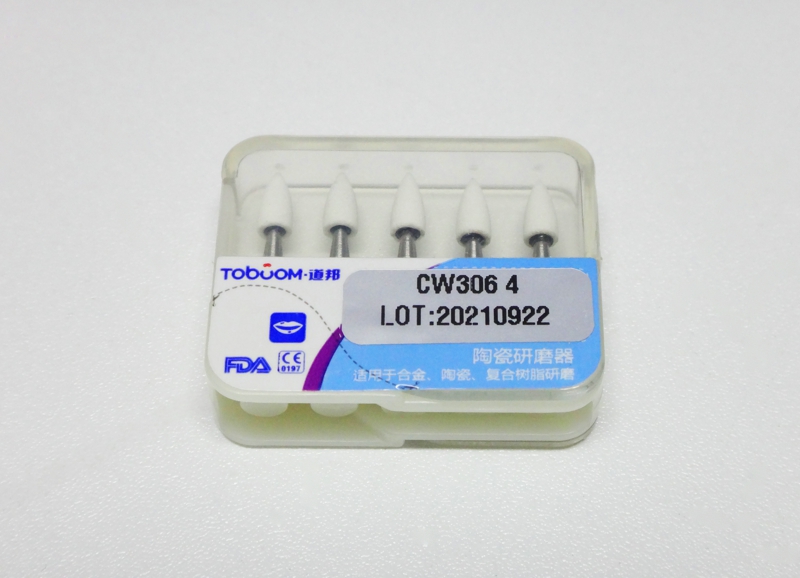 TOBOOM·道邦
CW306 4
LOT:20210922
FDA
CE
0197
陶瓷研磨器
适用于合金、陶瓷、复合树脂研磨